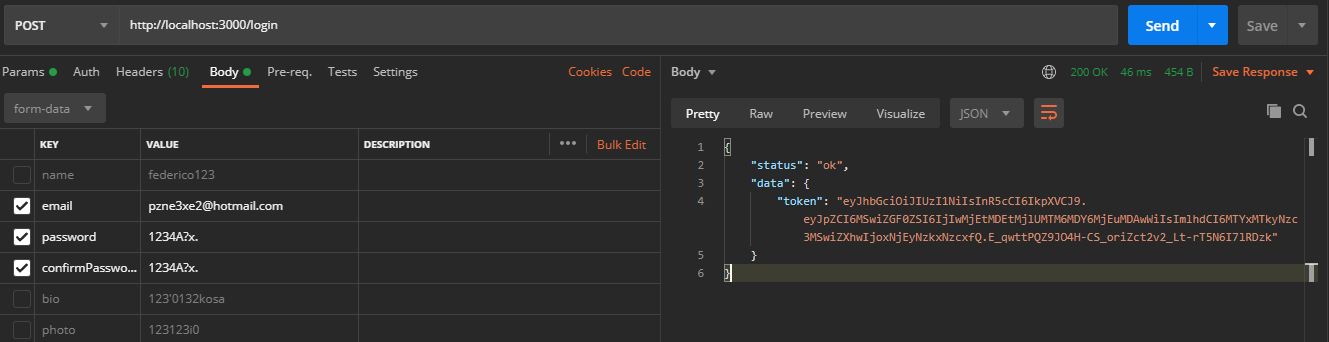 POST http://localhost:3000/login Send Save
Params Auth Headers (10) Body Pre-req. Tests Settings Cookies Code
Body 200 OK 46 ms 454 B Save Response
form-data
Pretty Raw Preview Visualize JSON
KEY VALUE DESCRIPTION ••• Bulk Edit
name federico123
email pzne3xe2@hotmail.com
password 1234A?x.
confirmPasswo... 1234A?x.
bio 123'0132kosa
photo 123123i0
1 {
2 "status": "ok",
3 "data": {
4 "token": "eyJhbGciOiJIUzI1NiIsInR5cCI6IkpXVCJ9.
eyJpZCI6MSwiZGF0ZSI6IjIwMjEtMDEtMjlUMTM6MDY6MjEuMDAwWiIsImlhdCI6MTYxMTkyNzc
3MSwiZXhwIjoxNjEyNzkxNzcxfQ.E_qwttPQZ9JO4H-CS_oriZct2v2_Lt-rT5N6I7lRDzk"
5 }
6 }